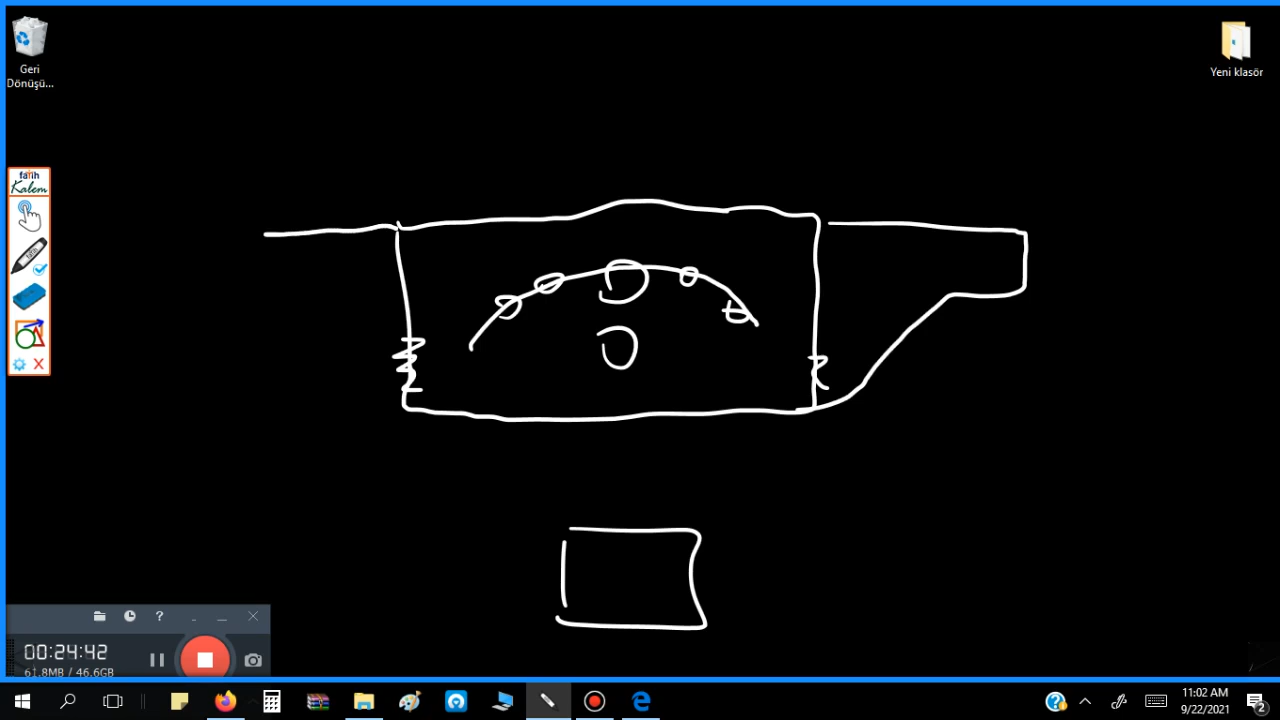 Geri
Dönüşü...
Yeni klasör
fatih
Kalem
?
00:24:42
61.8MB / 46.6GB
11:02 AM
9/22/2021
2